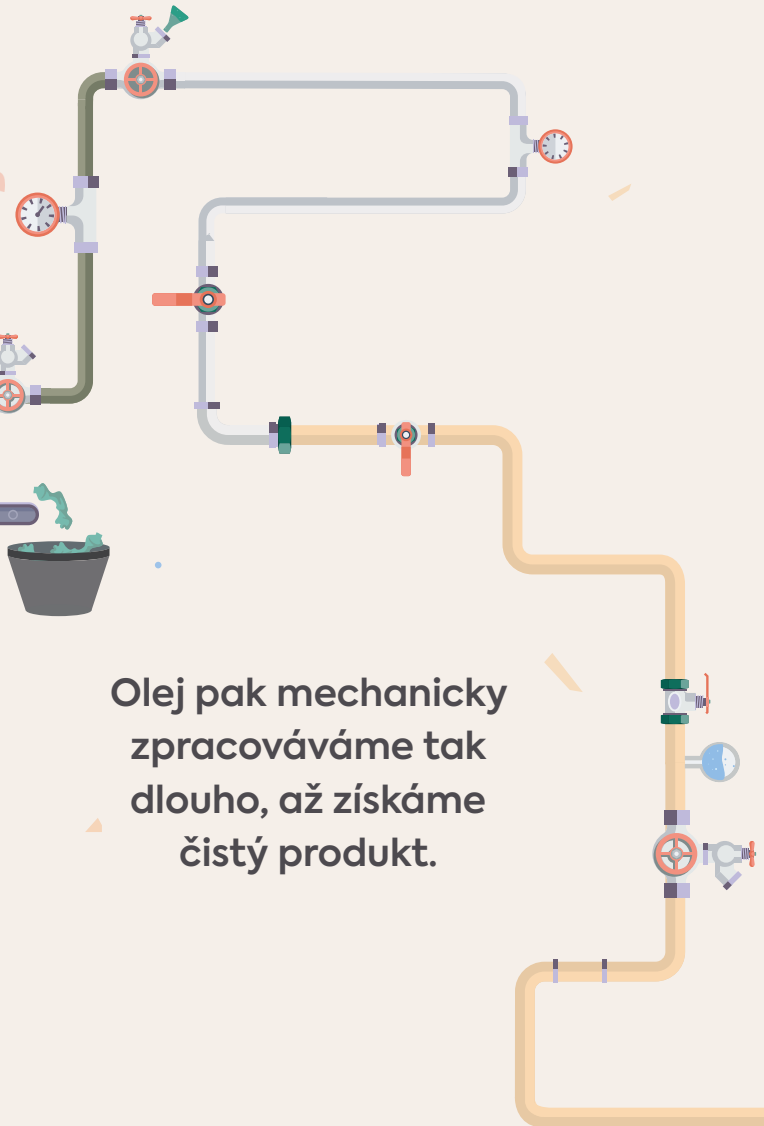 Olej pak mechanicky
zpracováváme tak
dlouho, až získáme
čistý produkt.